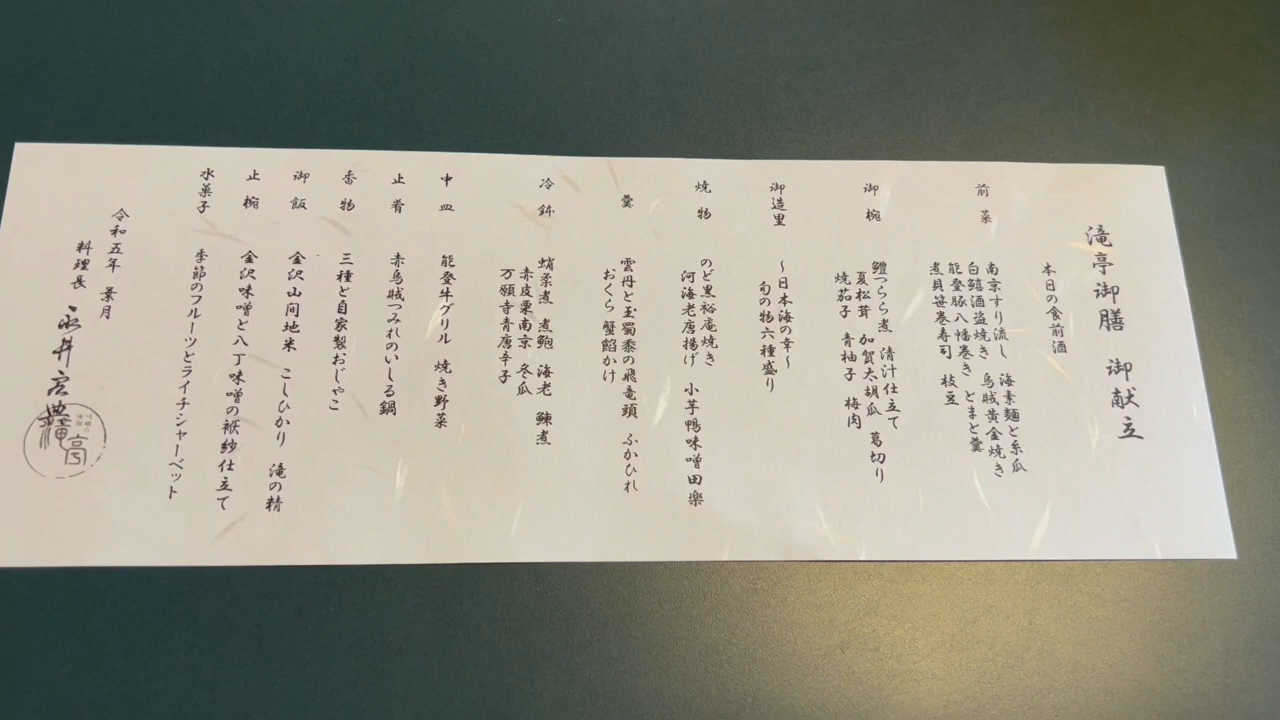 滝亭御膳 御献立
本日の食前酒
前菜
南京すり流し 海素麺と糸瓜
白鱚酒盗焼き 烏賊黄金焼き
能登豚八幡巻き とまと羹
煮貝笹巻寿司 枝豆
御椀
鱧つらら煮 清汁仕立て
夏松茸 加賀太胡瓜 葛切り
焼茄子 青柚子 梅肉
御造里
〜日本海の幸〜
旬の物六種盛り
焼物
のど黒裕庵焼き
河海老唐揚げ 小芋鴨味噌田楽
羹
雲丹と玉蜀黍の飛竜頭 ふかひれ
おくら 蟹餡かけ
冷鉢
蛸柔煮 煮鮑 海老 鰊煮
赤皮栗南京 冬瓜
万願寺青唐辛子
中皿
能登牛グリル 焼き野菜
止肴
赤烏賊つみれのいしる鍋
香物
三種と自家製おじゃこ
御飯
金沢山間地米 こしひかり 滝の精
止椀
金沢味噌と八丁味噌の袱紗仕立て
水菓子
季節のフルーツとライチシャーベット
令和五年 葉月
料理長 永井宏典
滝亭